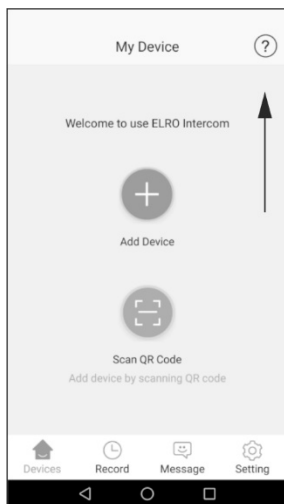 My Device
?
Welcome to use ELRO Intercom
Add Device
Scan QR Code
Add device by scanning QR code
Devices Record Message Setting